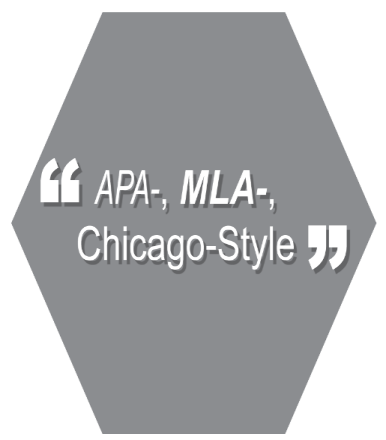 “ APA-, MLA-,
Chicago-Style ”